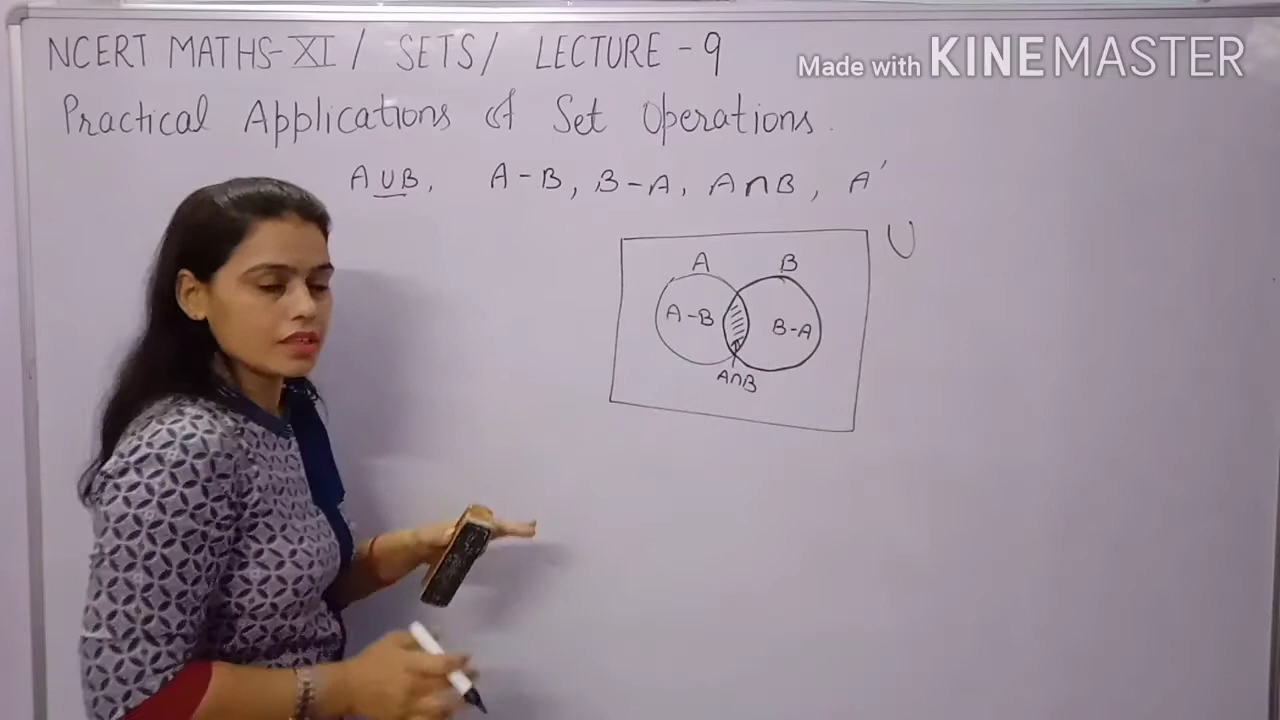 NCERT MATHS-XI / SETS / LECTURE - 9
Made with KINEMASTER
Practical Applications of Set Operations.
A∪B, A-B, B-A, A∩B, A'
U
A B
A-B B-A
A∩B